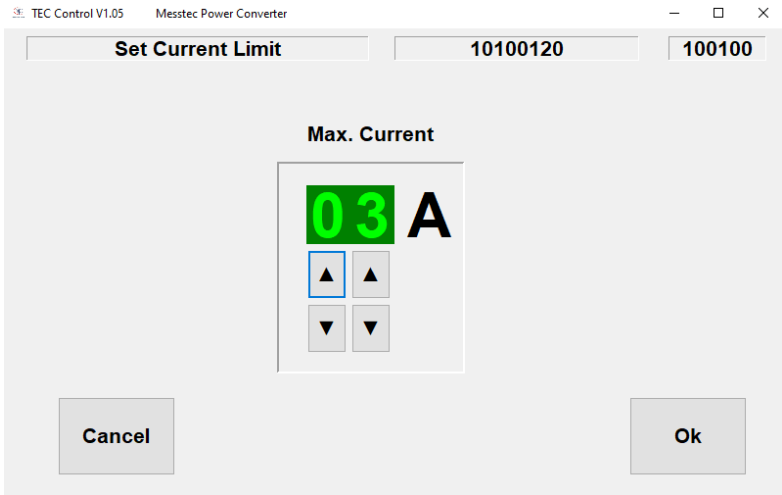 TEC Control V1.05 Messtec Power Converter
Set Current Limit 10100120 100100
Max. Current
03 A
▲ ▲
▼ ▼
Cancel Ok